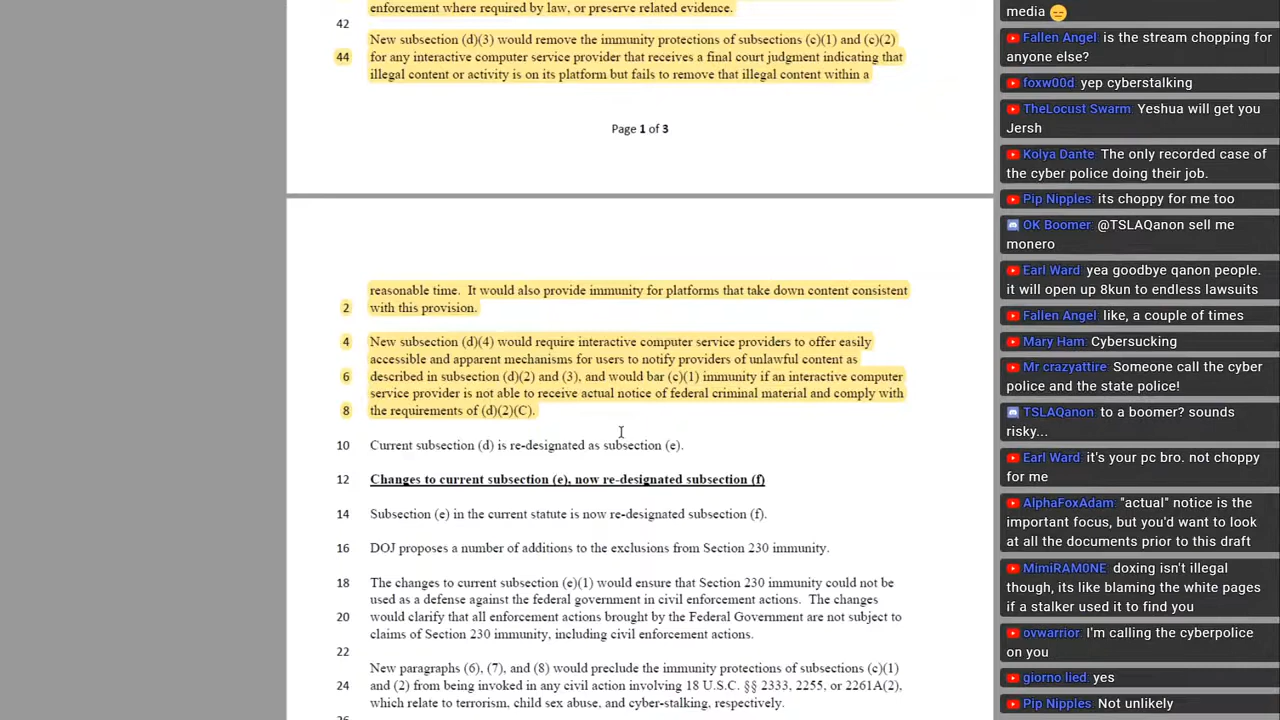 enforcement where required by law, or preserve related evidence.
42
New subsection (d)(3) would remove the immunity protections of subsections (c)(1) and (c)(2)
44 for any interactive computer service provider that receives a final court judgment indicating that
illegal content or activity is on its platform but fails to remove that illegal content within a
Page 1 of 3
reasonable time. It would also provide immunity for platforms that take down content consistent
2 with this provision.
4 New subsection (d)(4) would require interactive computer service providers to offer easily
accessible and apparent mechanisms for users to notify providers of unlawful content as
6 described in subsection (d)(2) and (3), and would bar (c)(1) immunity if an interactive computer
service provider is not able to receive actual notice of federal criminal material and comply with
8 the requirements of (d)(2)(C).
10 Current subsection (d) is re-designated as subsection (e).
12 Changes to current subsection (e), now re-designated subsection (f)
14 Subsection (e) in the current statute is now re-designated subsection (f).
16 DOJ proposes a number of additions to the exclusions from Section 230 immunity.
18 The changes to current subsection (e)(1) would ensure that Section 230 immunity could not be
used as a defense against the federal government in civil enforcement actions. The changes
20 would clarify that all enforcement actions brought by the Federal Government are not subject to
claims of Section 230 immunity, including civil enforcement actions.
22
New paragraphs (6), (7), and (8) would preclude the immunity protections of subsections (c)(1)
24 and (2) from being invoked in any civil action involving 18 U.S.C. §§ 2333, 2255, or 2261A(2),
which relate to terrorism, child sex abuse, and cyber-stalking, respectively.
media 😑
Fallen Angel is the stream chopping for
anyone else?
foxw00d yep cyberstalking
TheLocust Swarm Yeshua will get you
Jersh
Kolya Dante The only recorded case of
the cyber police doing their job.
Pip Nipples its choppy for me too
OK Boomer @TSLAQanon sell me
monero
Earl Ward yea goodbye qanon people.
it will open up 8kun to endless lawsuits
Fallen Angel like, a couple of times
Mary Ham Cybersucking
Mr crazyattire Someone call the cyber
police and the state police!
TSLAQanon to a boomer? sounds
risky...
Earl Ward it's your pc bro. not choppy
for me
AlphaFoxAdam "actual" notice is the
important focus, but you'd want to look
at all the documents prior to this draft
MimiRAM0NE doxing isn't illegal
though, its like blaming the white pages
if a stalker used it to find you
ovwarrior I'm calling the cyberpolice
on you
giorno lied yes
Pip Nipples Not unlikely